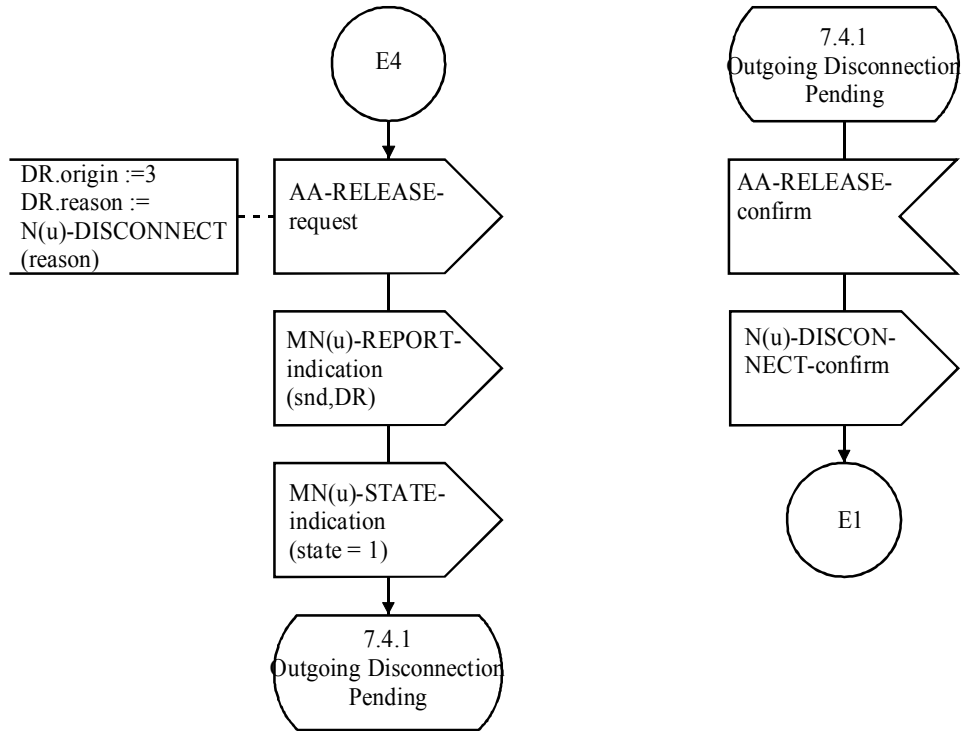 E4
DR.origin :=3
DR.reason :=
N(u)-DISCONNECT
(reason)
AA-RELEASE-
request
MN(u)-REPORT-
indication
(snd,DR)
MN(u)-STATE-
indication
(state = 1)
7.4.1
Outgoing Disconnection
Pending
7.4.1
Outgoing Disconnection
Pending
AA-RELEASE-
confirm
N(u)-DISCON-
NECT-confirm
E1